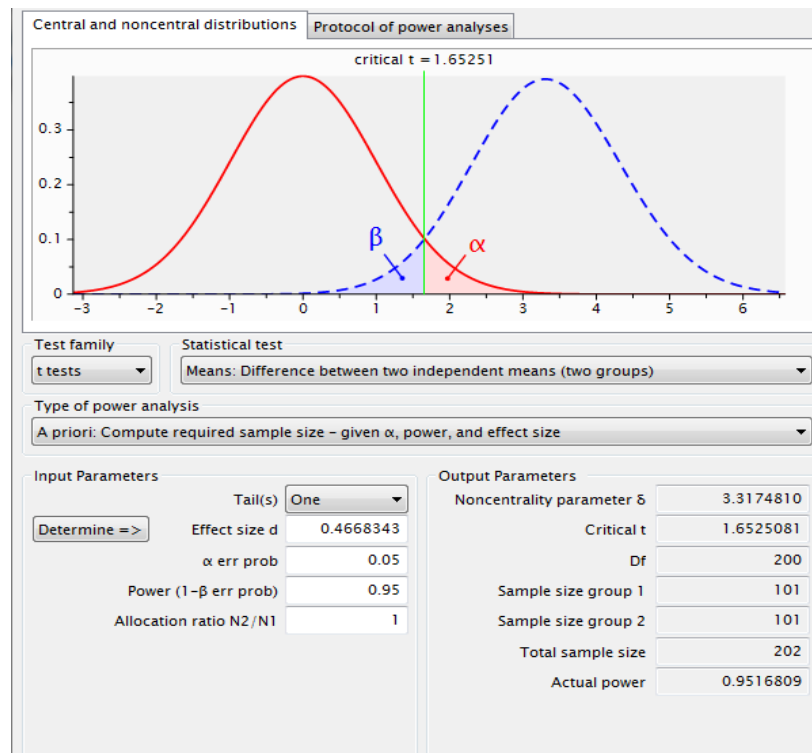 Central and noncentral distributions Protocol of power analyses
critical t = 1.65251
0.3
0.2
β α
0.1
0
-3 -2 -1 0 1 2 3 4 5 6
Test family Statistical test
t tests Means: Difference between two independent means (two groups)
Type of power analysis
A priori: Compute required sample size - given α, power, and effect size
Input Parameters Output Parameters
Tail(s) One Noncentrality parameter δ 3.3174810
Determine => Effect size d 0.4668343 Critical t 1.6525081
α err prob 0.05 Df 200
Power (1-β err prob) 0.95 Sample size group 1 101
Allocation ratio N2/N1 1 Sample size group 2 101
Total sample size 202
Actual power 0.9516809